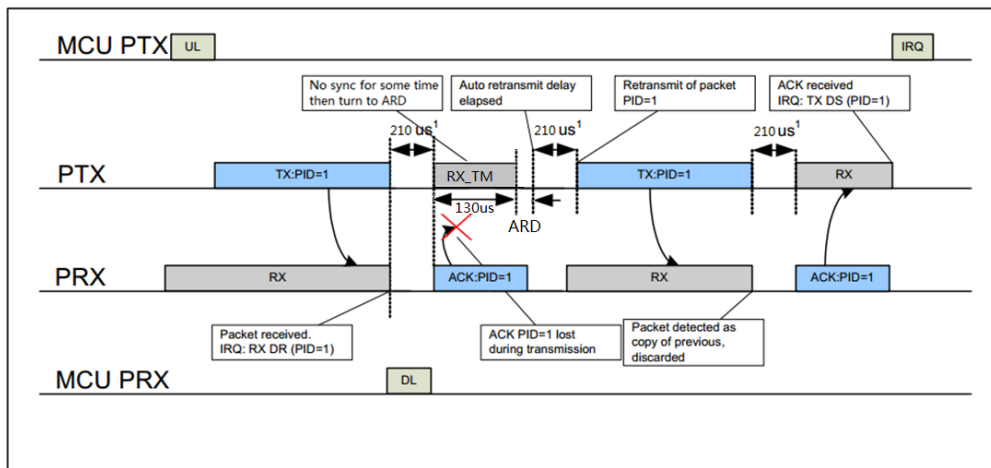 MCU PTX
UL
IRQ
No sync for some time
then turn to ARD
Auto retransmit delay
elapsed
Retransmit of packet
PID=1
ACK received
IRQ: TX DS (PID=1)
210 us¹
210 us¹
210 us¹
PTX
TX:PID=1
RX_TM
TX:PID=1
RX
130us
ARD
PRX
RX
ACK:PID=1
RX
ACK:PID=1
Packet received.
IRQ: RX DR (PID=1)
ACK PID=1 lost
during transmission
Packet detected as
copy of previous,
discarded
MCU PRX
DL